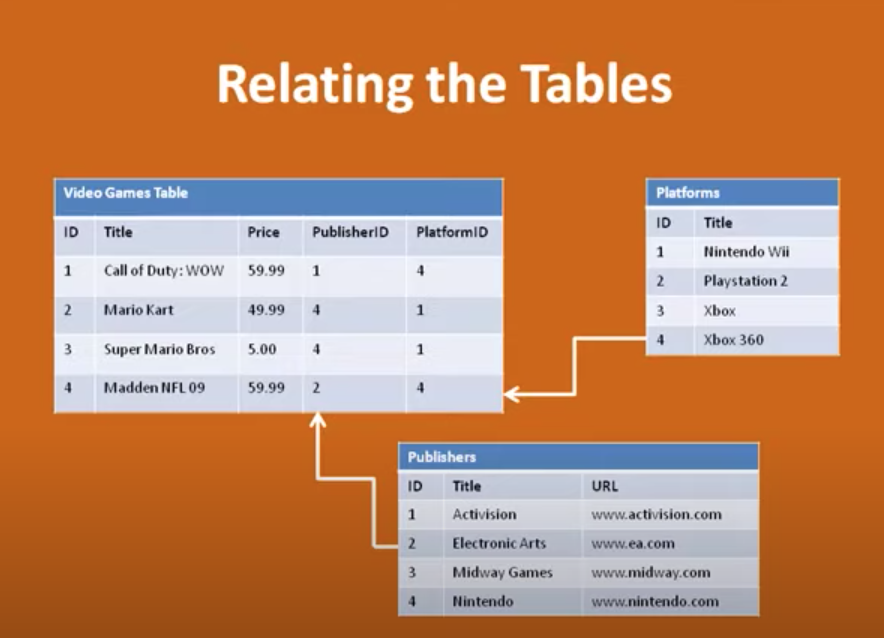 Relating the Tables
Video Games Table
ID Title Price PublisherID PlatformID
1 Call of Duty: WOW 59.99 1 4
2 Mario Kart 49.99 4 1
3 Super Mario Bros 5.00 4 1
4 Madden NFL 09 59.99 2 4
Platforms
ID Title
1 Nintendo Wii
2 Playstation 2
3 Xbox
4 Xbox 360
Publishers
ID Title URL
1 Activision www.activision.com
2 Electronic Arts www.ea.com
3 Midway Games www.midway.com
4 Nintendo www.nintendo.com